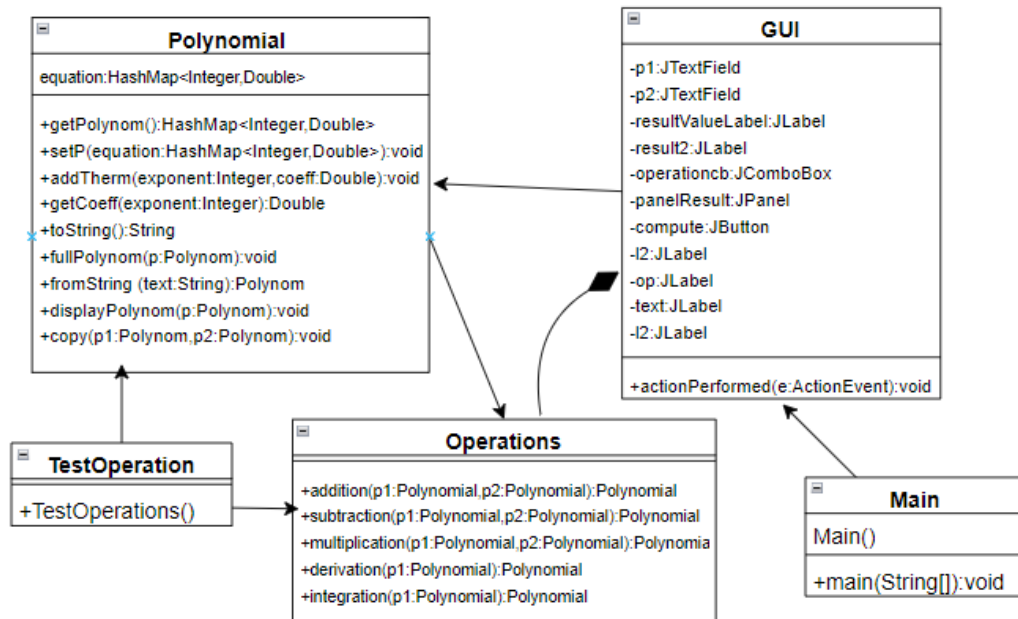 Polynomial
equation:HashMap<Integer,Double>
+getPolynom():HashMap<Integer,Double>
+setP(equation:HashMap<Integer,Double>):void
+addTherm(exponent:Integer,coeff:Double):void
+getCoeff(exponent:Integer):Double
+toString():String
+fullPolynom(p:Polynom):void
+fromString (text:String):Polynom
+displayPolynom(p:Polynom):void
+copy(p1:Polynom,p2:Polynom):void
GUI
-p1:JTextField
-p2:JTextField
-resultValueLabel:JLabel
-result2:JLabel
-operationcb:JComboBox
-panelResult:JPanel
-compute:JButton
-l2:JLabel
-op:JLabel
-text:JLabel
-l2:JLabel
+actionPerformed(e:ActionEvent):void
TestOperation
+TestOperations()
Operations
+addition(p1:Polynomial,p2:Polynomial):Polynomial
+subtraction(p1:Polynomial,p2:Polynomial):Polynomial
+multiplication(p1:Polynomial,p2:Polynomial):Polynomia
+derivation(p1:Polynomial):Polynomial
+integration(p1:Polynomial):Polynomial
Main
Main()
+main(String[]):void